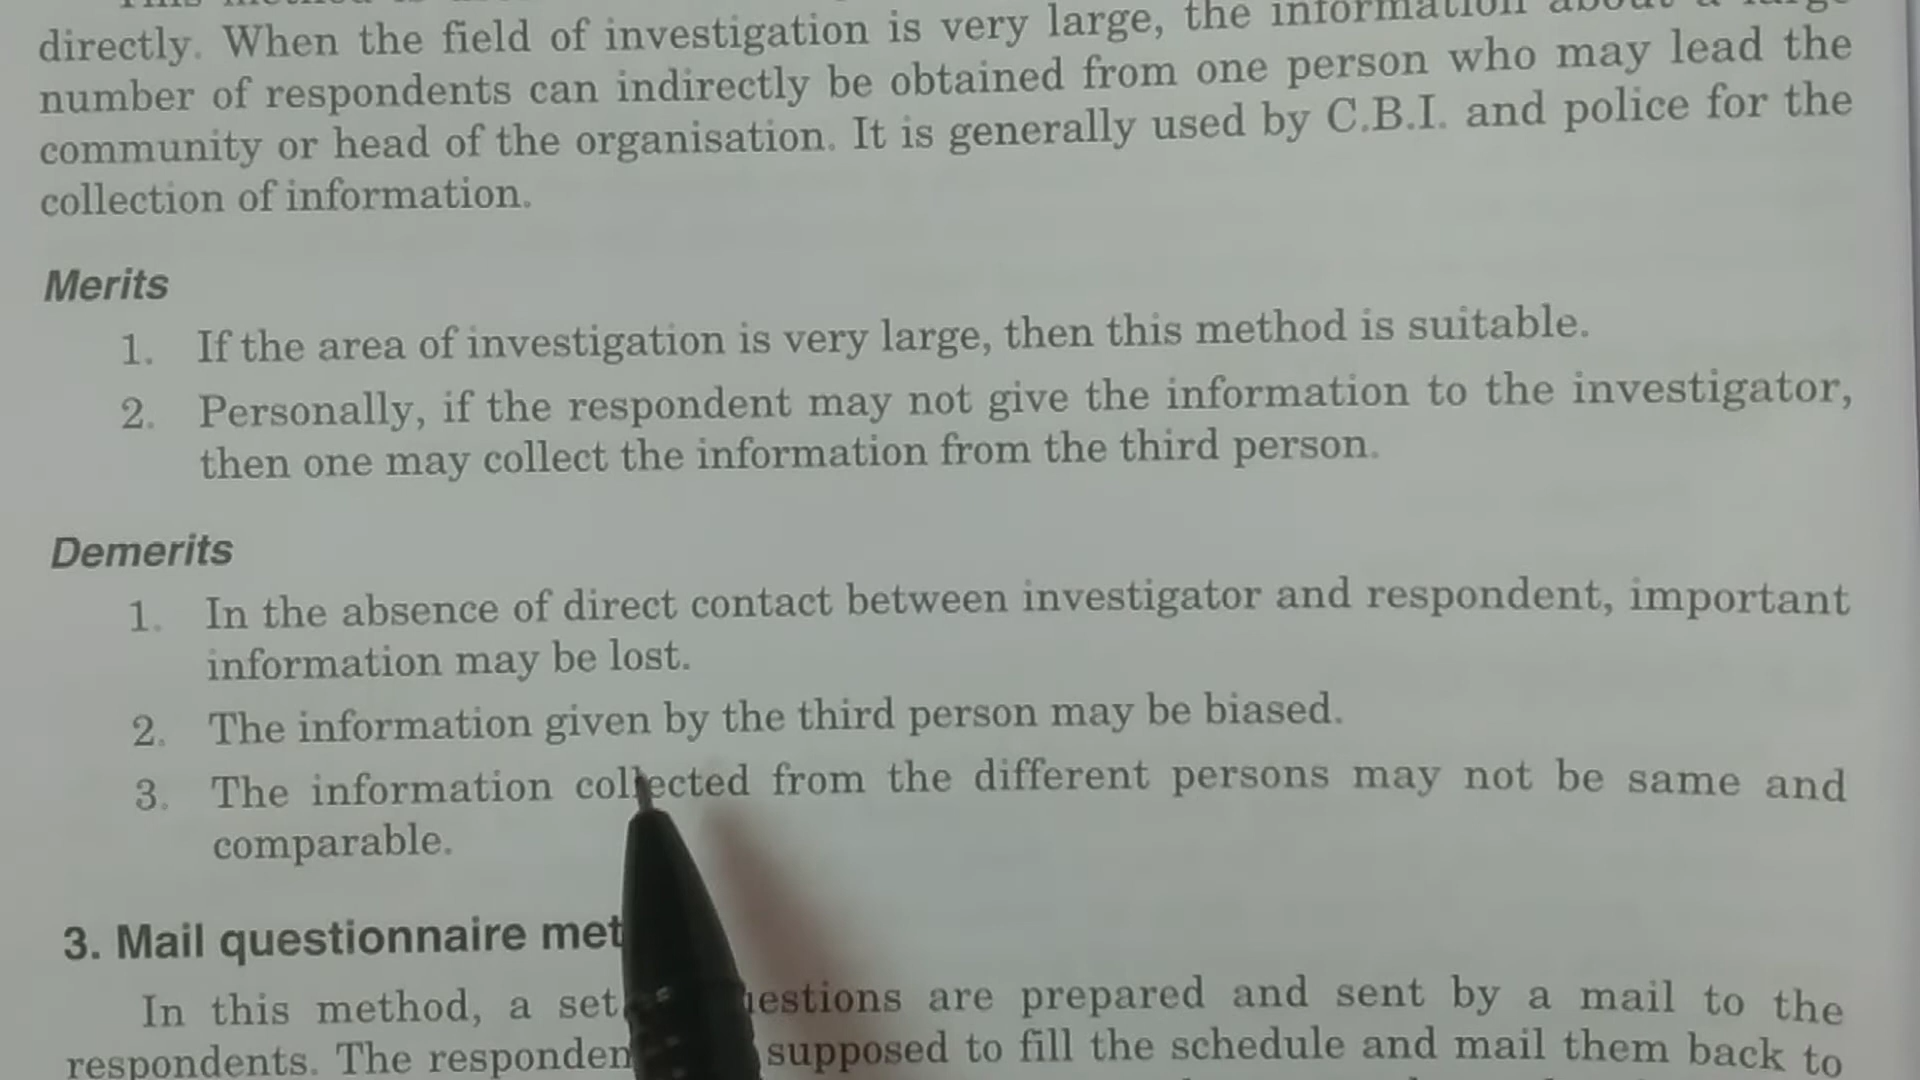 directly. When the field of investigation is very large, the information about a large
number of respondents can indirectly be obtained from one person who may lead the
community or head of the organisation. It is generally used by C.B.I. and police for the
collection of information.
Merits
1. If the area of investigation is very large, then this method is suitable.
2. Personally, if the respondent may not give the information to the investigator,
then one may collect the information from the third person.
Demerits
1. In the absence of direct contact between investigator and respondent, important
information may be lost.
2. The information given by the third person may be biased.
3. The information collected from the different persons may not be same and
comparable.
3. Mail questionnaire met
In this method, a set estions are prepared and sent by a mail to the
respondents. The responden supposed to fill the schedule and mail them back to